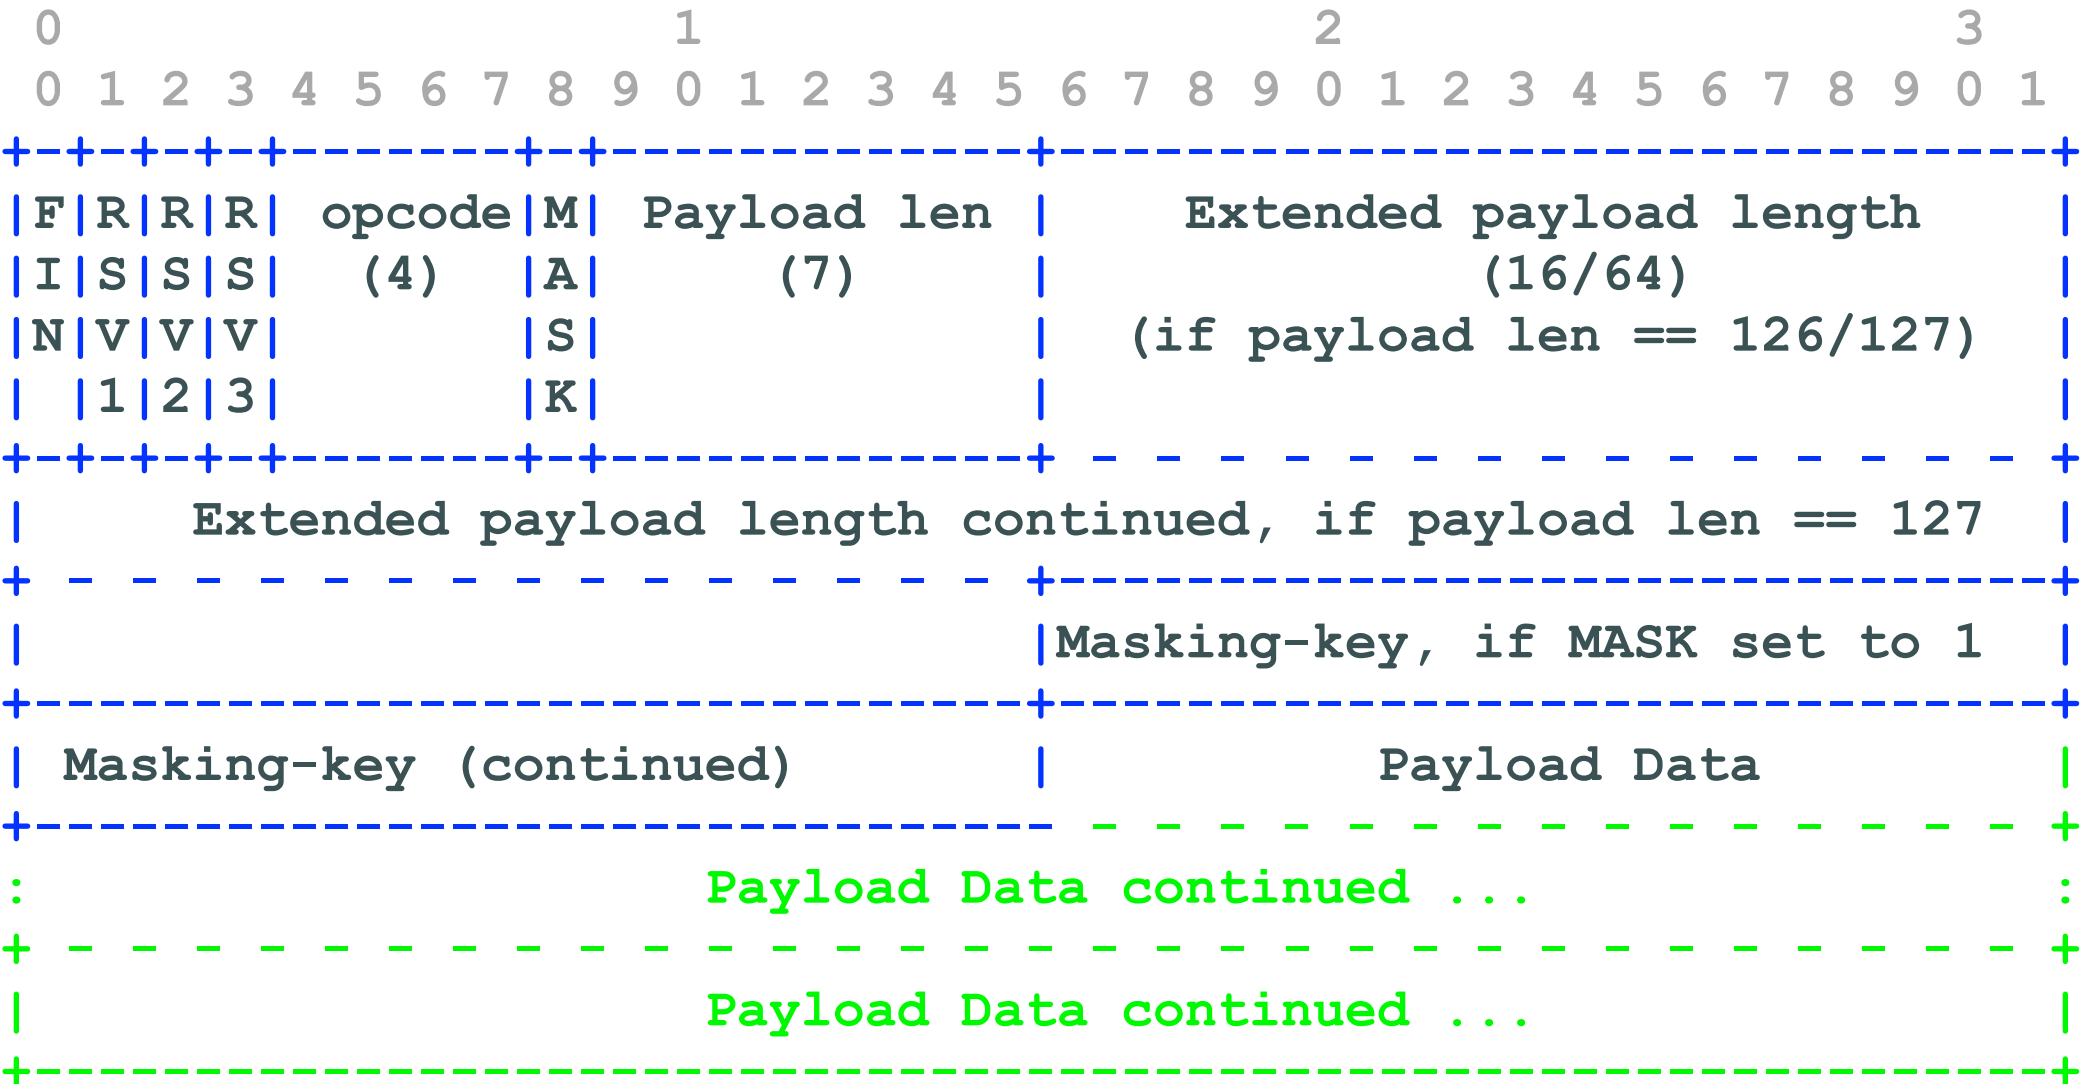 0                   1                   2                   3
 0 1 2 3 4 5 6 7 8 9 0 1 2 3 4 5 6 7 8 9 0 1 2 3 4 5 6 7 8 9 0 1
+-+-+-+-+-------+-+-------------+-------------------------------+
|F|R|R|R| opcode|M| Payload len |    Extended payload length    |
|I|S|S|S|  (4)  |A|     (7)     |             (16/64)           |
|N|V|V|V|       |S|             |  (if payload len == 126/127)  |
| |1|2|3|       |K|             |                               |
+-+-+-+-+-------+-+-------------+ - - - - - - - - - - - - - - - +
|     Extended payload length continued, if payload len == 127  |
+ - - - - - - - - - - - - - - - +-------------------------------+
|                               |Masking-key, if MASK set to 1  |
+-------------------------------+-------------------------------+
| Masking-key (continued)       |          Payload Data         |
+-------------------------------- - - - - - - - - - - - - - - - +
:                     Payload Data continued ...                :
+ - - - - - - - - - - - - - - - - - - - - - - - - - - - - - - - +
|                     Payload Data continued ...                |
+---------------------------------------------------------------+